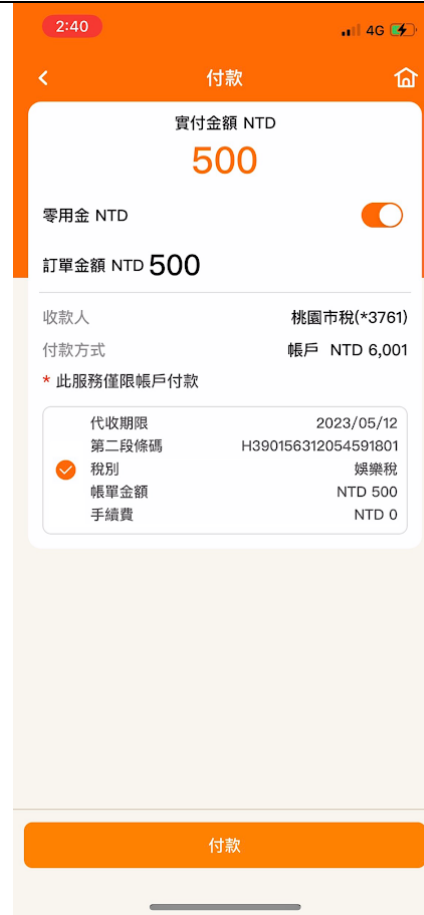 2:40 4G
付款
實付金額 NTD
500
零用金 NTD
訂單金額 NTD 500
收款人 桃園市稅(*3761)
付款方式 帳戶 NTD 6,001
* 此服務僅限帳戶付款
代收期限 2023/05/12
第二段條碼 H390156312054591801
稅別 娛樂稅
帳單金額 NTD 500
手續費 NTD 0
付款